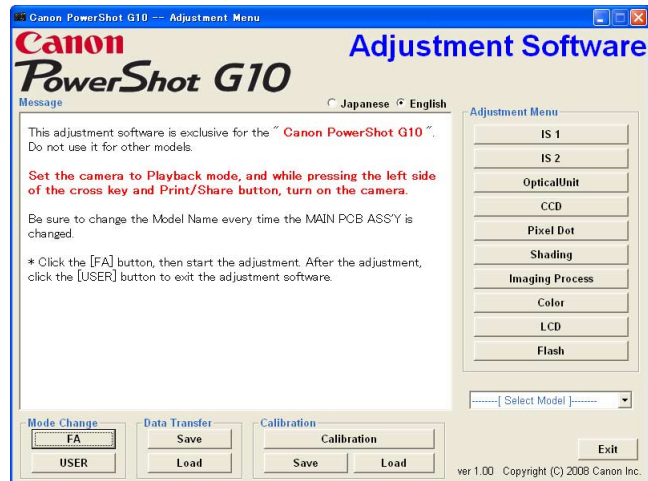 Canon PowerShot G10 -- Adjustment Menu
Canon
PowerShot G10
Adjustment Software
Message
Japanese English
This adjustment software is exclusive for the ″ Canon PowerShot G10 ″.
Do not use it for other models.
Set the camera to Playback mode, and while pressing the left side
of the cross key and Print/Share button, turn on the camera.
Be sure to change the Model Name every time the MAIN PCB ASS'Y is
changed.
* Click the [FA] button, then start the adjustment. After the adjustment,
click the [USER] button to exit the adjustment software.
Adjustment Menu
IS 1
IS 2
OpticalUnit
CCD
Pixel Dot
Shading
Imaging Process
Color
LCD
Flash
-------[ Select Model ]-------
Mode Change
FA
USER
Data Transfer
Save
Load
Calibration
Calibration
Save
Load
Exit
ver 1.00 Copyright (C) 2008 Canon Inc.